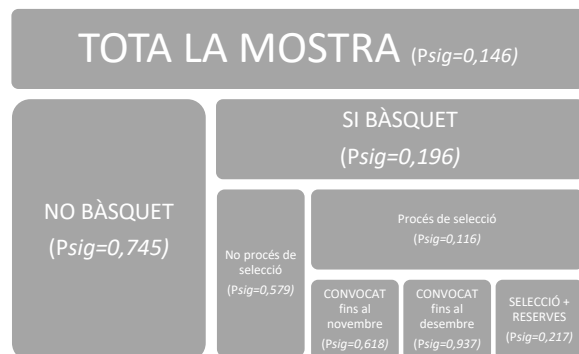 TOTA LA MOSTRA (Psig=0,146)
SI BÀSQUET
(Psig=0,196)
NO BÀSQUET
(Psig=0,745)
No procés de
selecció
(Psig=0,579)
Procés de selecció
(Psig=0,116)
CONVOCAT
fins al
novembre
(Psig=0,618)
CONVOCAT
fins al
desembre
(Psig=0,937)
SELECCIÓ +
RESERVES
(Psig=0,217)